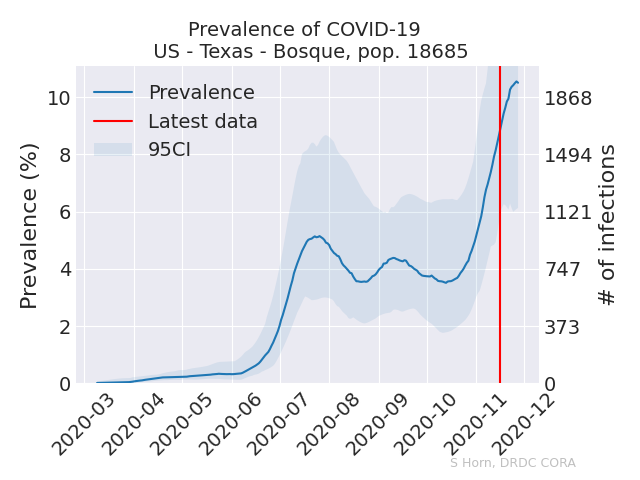 Prevalence of COVID-19
US - Texas - Bosque, pop. 18685
Prevalence
Latest data
95CI
Prevalence (%)
10
8
6
4
2
0
1868
1494
1121
747
373
0
# of infections
2020-03
2020-04
2020-05
2020-06
2020-07
2020-08
2020-09
2020-10
2020-11
2020-12
S Horn, DRDC CORA